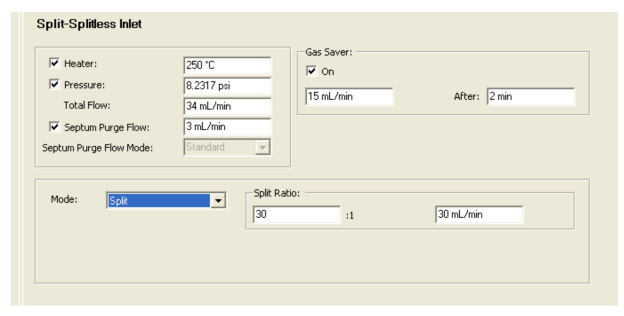 Split-Splitless Inlet
Heater: 250 °C
Pressure: 8.2317 psi
Total Flow: 34 mL/min
Septum Purge Flow: 3 mL/min
Septum Purge Flow Mode: Standard
Gas Saver:
On
15 mL/min After: 2 min
Mode: Split
Split Ratio:
30 :1 30 mL/min